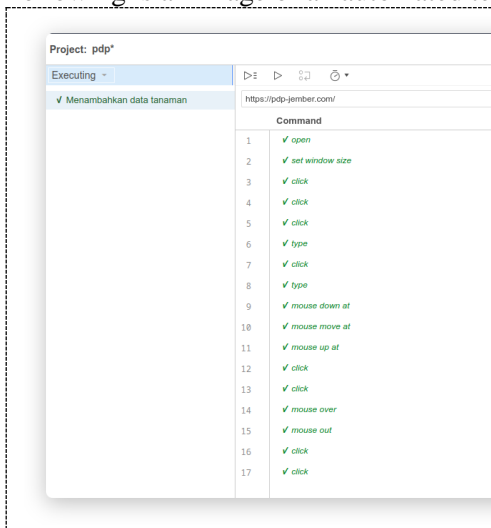 Project: pdp*
Executing
√ Menambahkan data tanaman
https://pdp-jember.com/
Command
1 √ open
2 √ set window size
3 √ click
4 √ click
5 √ click
6 √ type
7 √ click
8 √ type
9 √ mouse down at
10 √ mouse move at
11 √ mouse up at
12 √ click
13 √ click
14 √ mouse over
15 √ mouse out
16 √ click
17 √ click